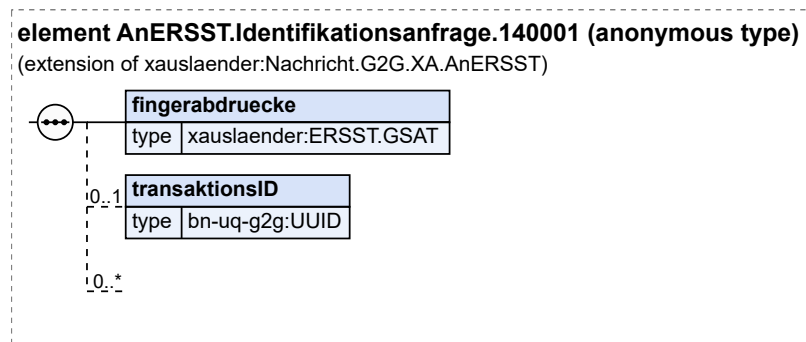 element AnERSST.Identifikationsanfrage.140001 (anonymous type)
(extension of xauslaender:Nachricht.G2G.XA.AnERSST)
fingerabdruecke
type xauslaender:ERSST.GSAT
0..1 transaktionsID
type bn-uq-g2g:UUID
0..*